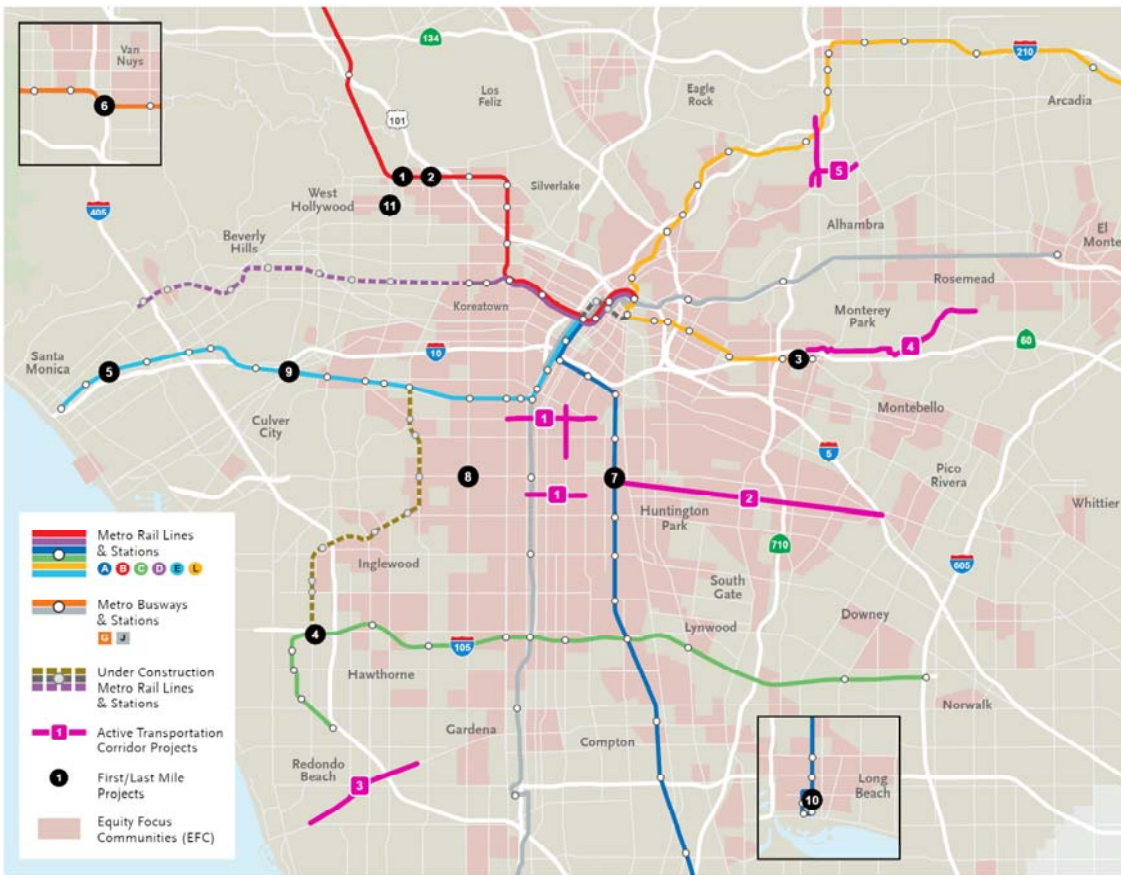 Van
Nuys
6
134
Los
Feliz
Eagle
Rock
210
Arcadia
101
1
2
5
West
Hollywood
Silverlake
11
405
Alhambra
El
Monte
Beverly
Hills
Rosemead
Koreatown
Monterey
Park
4
60
Santa
Monica
10
3
5
9
Montebello
Culver
City
1
5
Pico
Rivera
8
7
1
2
Whittier
Huntington
Park
710
Inglewood
605
South
Gate
Downey
4
105
Lynwood
Hawthorne
Norwalk
Gardena
Compton
Redondo
Beach
3
Long
Beach
10
Metro Rail Lines
& Stations
A B C D E L
Metro Busways
& Stations
G J
Under Construction
Metro Rail Lines
& Stations
1 Active Transportation
Corridor Projects
1 First/Last Mile
Projects
Equity Focus
Communities (EFC)